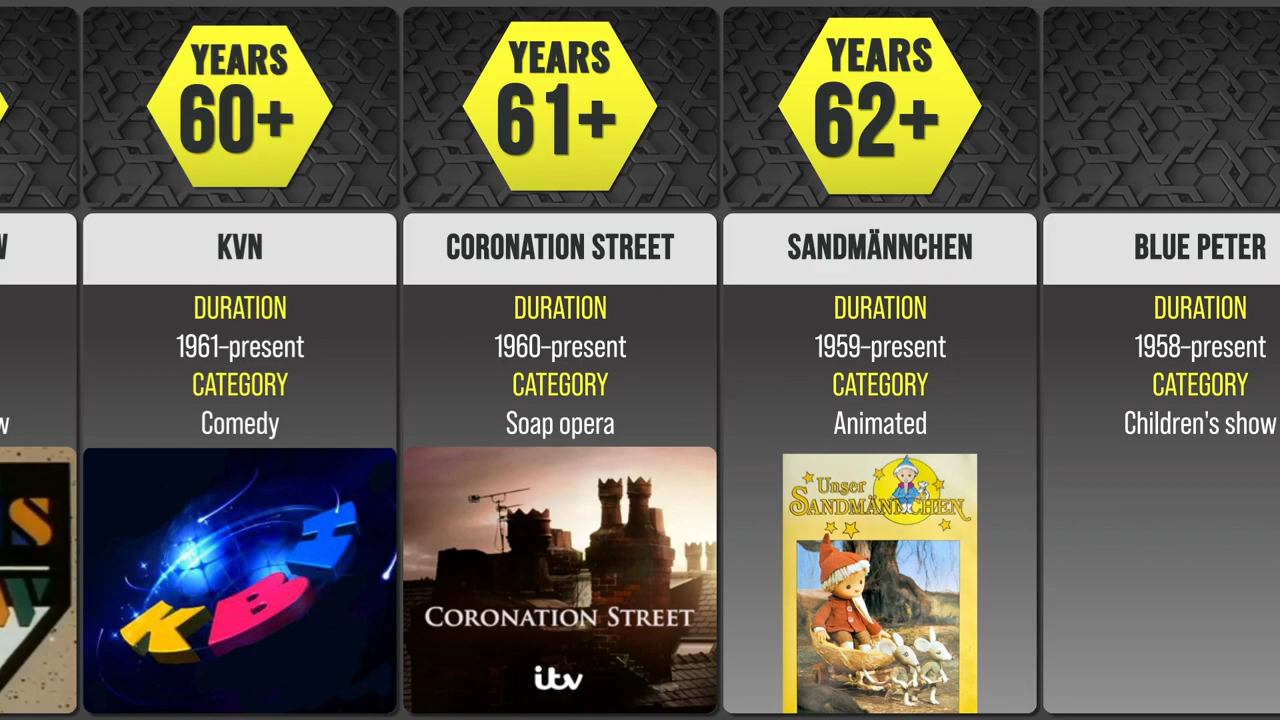 YEARS
60+
KVN
DURATION
1961–present
CATEGORY
Comedy
КВН
YEARS
61+
CORONATION STREET
DURATION
1960–present
CATEGORY
Soap opera
CORONATION STREET
itv
YEARS
62+
SANDMÄNNCHEN
DURATION
1959–present
CATEGORY
Animated
Unser
SANDMÄNNCHEN
BLUE PETER
DURATION
1958–present
CATEGORY
Children's show